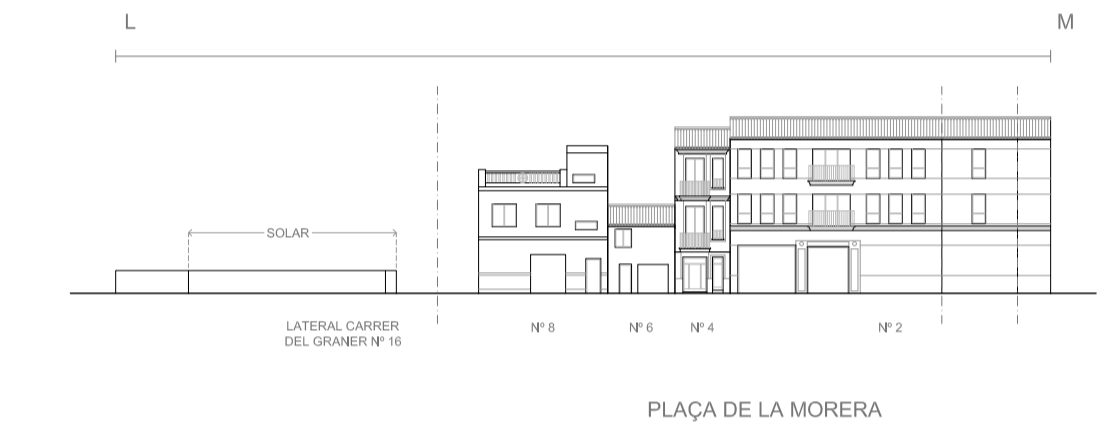 L
M
SOLAR
LATERAL CARRER
DEL GRANER Nº 16
Nº 8
Nº 6
Nº 4
Nº 2
PLAÇA DE LA MORERA